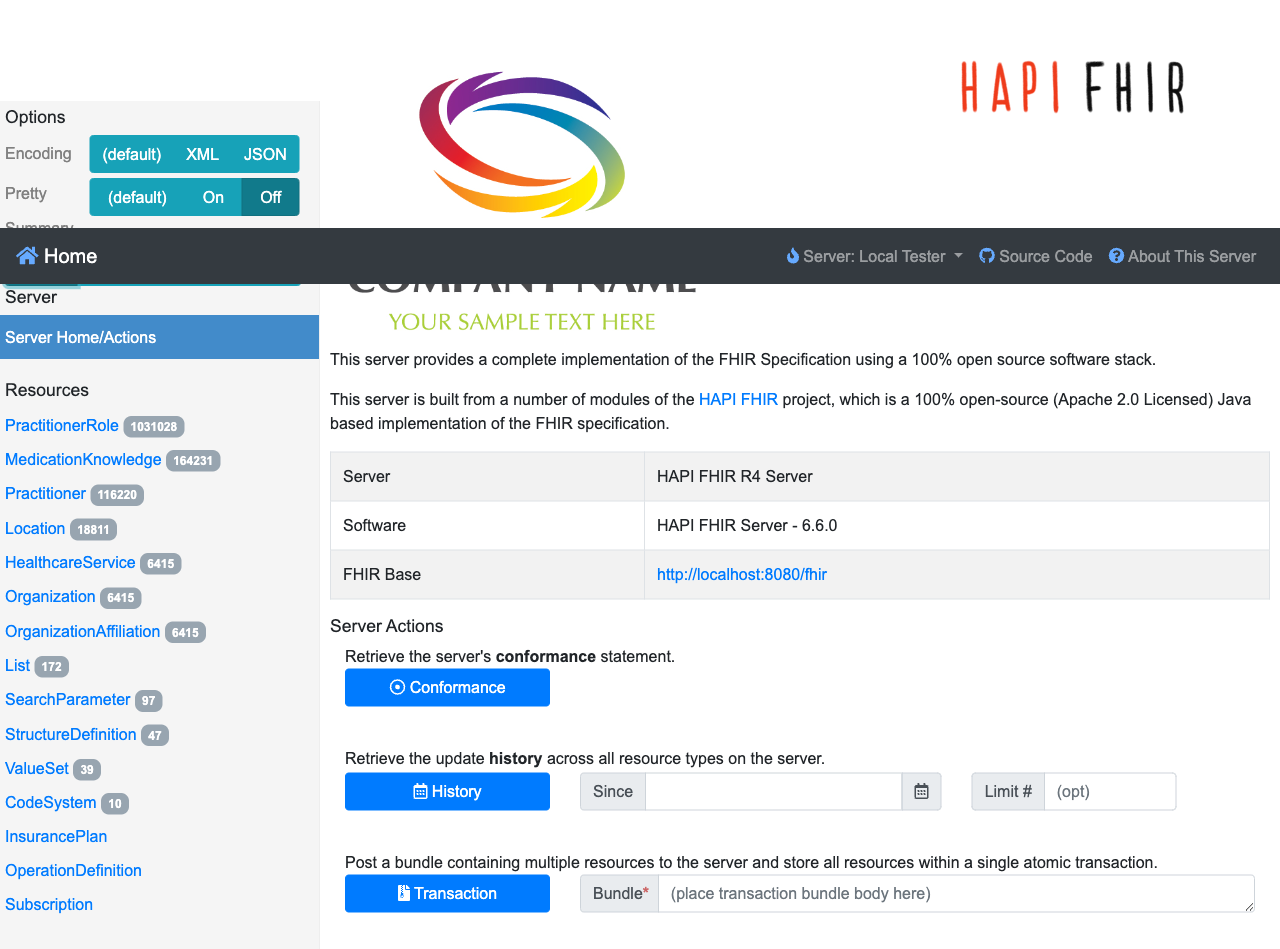 HAPI FHIR
Options
Encoding (default) XML JSON
Pretty (default) On Off
Summary
Home Server: Local Tester Source Code About This Server
Server
COMPANY NAME
YOUR SAMPLE TEXT HERE
Server Home/Actions
This server provides a complete implementation of the FHIR Specification using a 100% open source software stack.
Resources
This server is built from a number of modules of the HAPI FHIR project, which is a 100% open-source (Apache 2.0 Licensed) Java
based implementation of the FHIR specification.
PractitionerRole 1031028
MedicationKnowledge 164231
Practitioner 116220
Location 18811
HealthcareService 6415
Organization 6415
OrganizationAffiliation 6415
List 172
SearchParameter 97
StructureDefinition 47
ValueSet 39
CodeSystem 10
InsurancePlan
OperationDefinition
Subscription
Server HAPI FHIR R4 Server
Software HAPI FHIR Server - 6.6.0
FHIR Base http://localhost:8080/fhir
Server Actions
Retrieve the server's conformance statement.
Conformance
Retrieve the update history across all resource types on the server.
History Since Limit # (opt)
Post a bundle containing multiple resources to the server and store all resources within a single atomic transaction.
Transaction Bundle* (place transaction bundle body here)